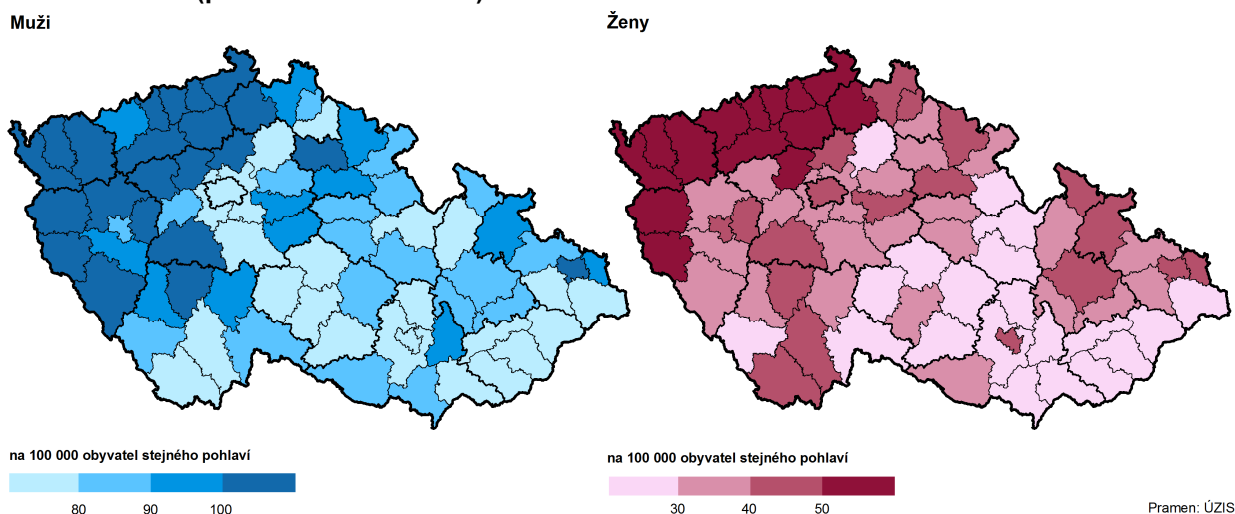 Muži
Ženy
na 100 000 obyvatel stejného pohlaví
80 90 100
na 100 000 obyvatel stejného pohlaví
30 40 50
Pramen: ÚZIS